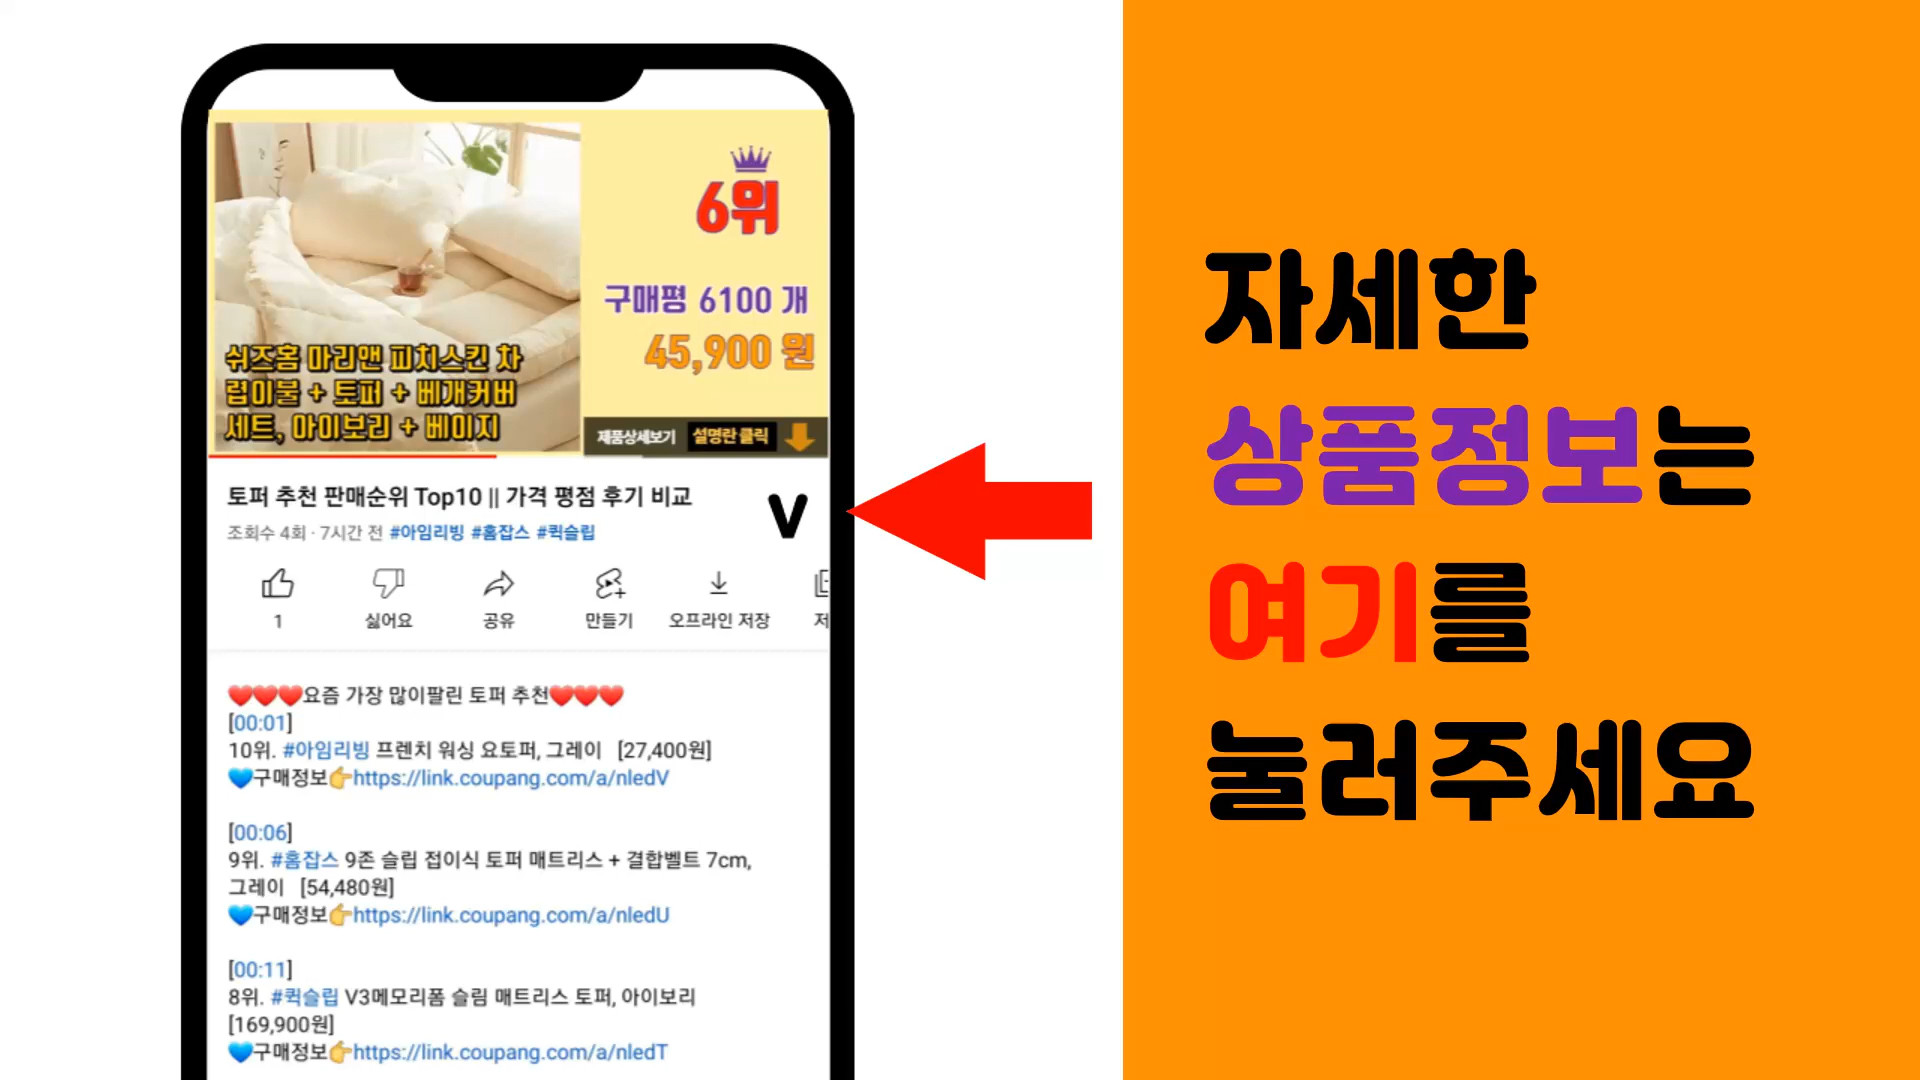 6위
구매평 6100 개
45,900 원
쉬즈홈 마리앤 피치스킨 차
렵이불 + 토퍼 + 베개커버
세트, 아이보리 + 베이지
제품상세보기 설명란 클릭
토퍼 추천 판매순위 Top10 || 가격 평점 후기 비교
V
조회수 4회 · 7시간 전 #아임리빙 #홈잡스 #퀵슬립
1 싫어요 공유 만들기 오프라인 저장 저
❤️❤️❤️요즘 가장 많이팔린 토퍼 추천❤️❤️❤️
[00:01]
10위. #아임리빙 프렌치 워싱 요토퍼, 그레이 [27,400원]
💙구매정보👉https://link.coupang.com/a/nledV
[00:06]
9위. #홈잡스 9존 슬립 접이식 토퍼 매트리스 + 결합벨트 7cm,
그레이 [54,480원]
💙구매정보👉https://link.coupang.com/a/nledU
[00:11]
8위. #퀵슬립 V3메모리폼 슬림 매트리스 토퍼, 아이보리
[169,900원]
💙구매정보👉https://link.coupang.com/a/nledT
자세한
상품정보는
여기를
눌러주세요